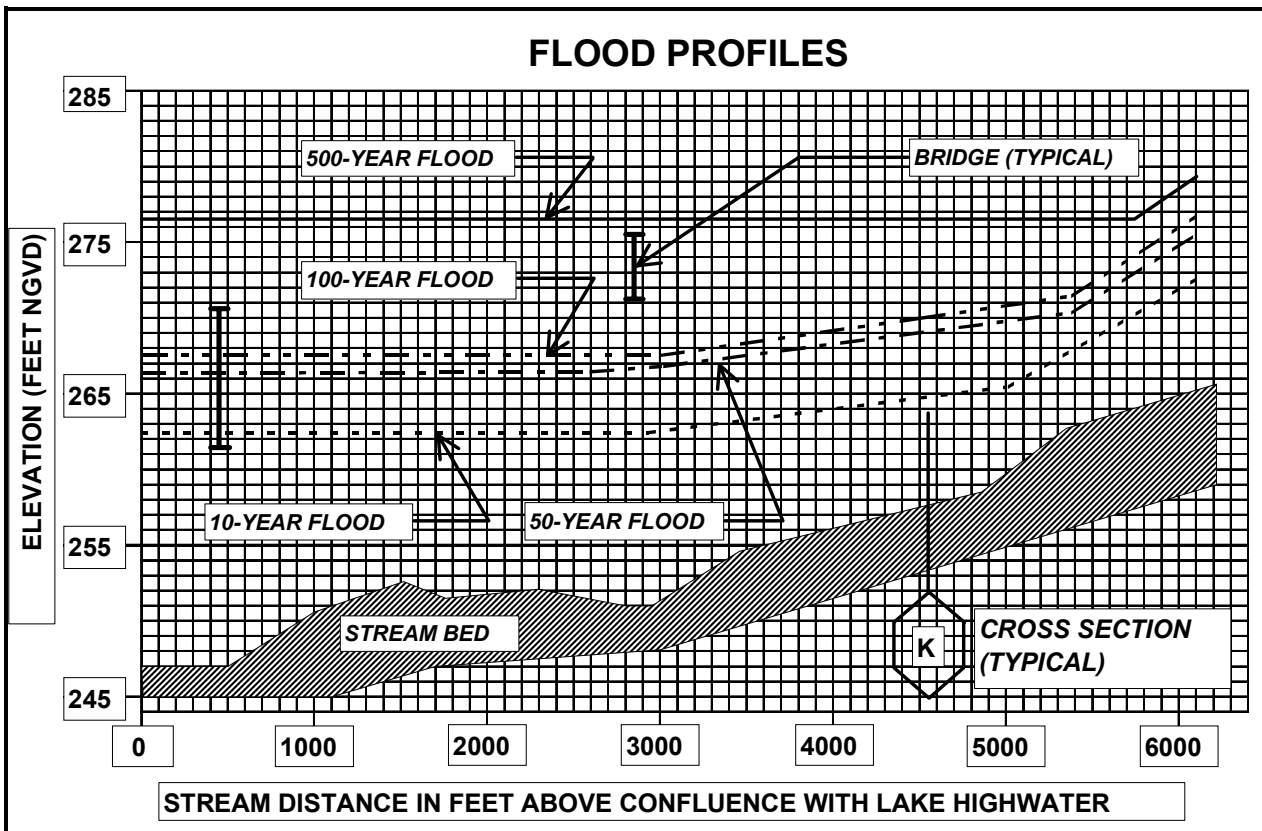 FLOOD PROFILES
285
500-YEAR FLOOD
BRIDGE (TYPICAL)
275
100-YEAR FLOOD
265
ELEVATION (FEET NGVD)
10-YEAR FLOOD
50-YEAR FLOOD
255
STREAM BED
K
CROSS SECTION
(TYPICAL)
245
0
1000
2000
3000
4000
5000
6000
STREAM DISTANCE IN FEET ABOVE CONFLUENCE WITH LAKE HIGHWATER